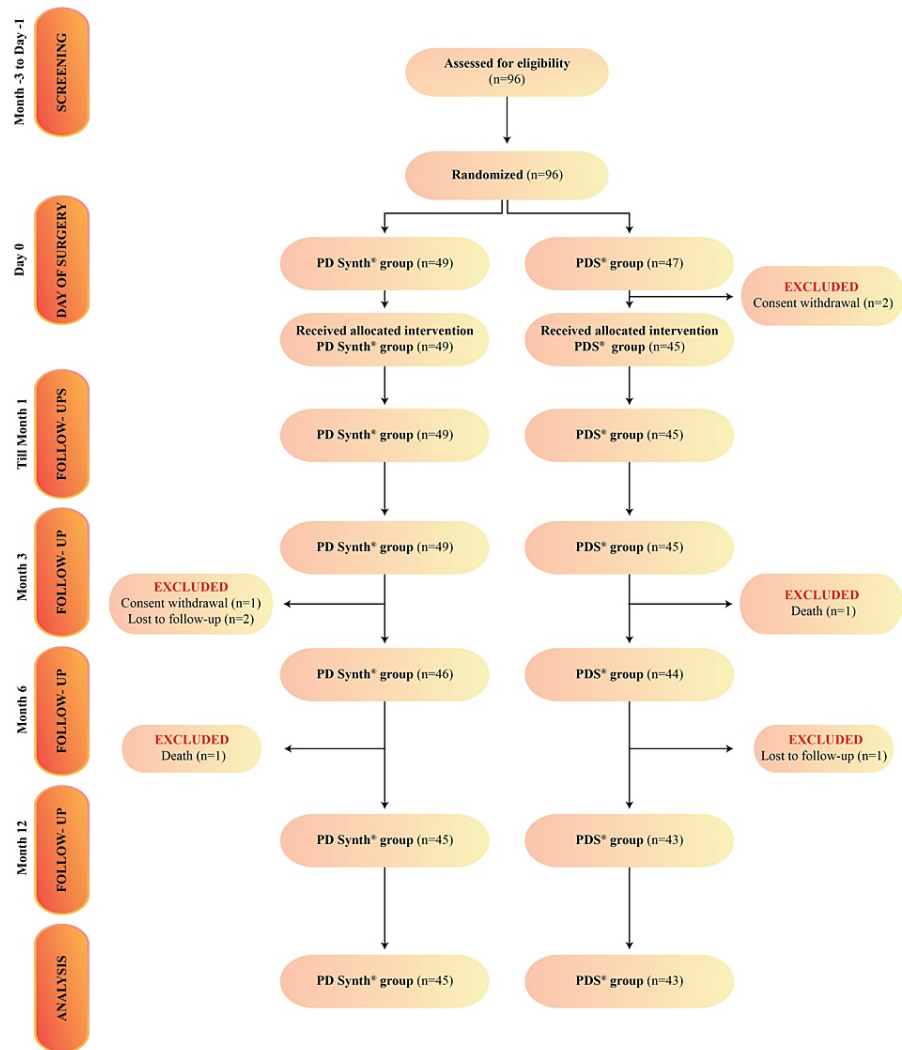 Month -3 to Day -1
SCREENING
Assessed for eligibility
(n=96)
Randomized (n=96)
Day 0
DAY OF SURGERY
PD Synth® group (n=49)
PDS® group (n=47)
EXCLUDED
Consent withdrawal (n=2)
Received allocated intervention
PD Synth® group (n=49)
Received allocated intervention
PDS® group (n=45)
Till Month 1
FOLLOW- UPS
PD Synth® group (n=49)
PDS® group (n=45)
Month 3
FOLLOW- UP
PD Synth® group (n=49)
PDS® group (n=45)
EXCLUDED
Consent withdrawal (n=1)
Lost to follow-up (n=2)
EXCLUDED
Death (n=1)
Month 6
FOLLOW- UP
PD Synth® group (n=46)
PDS® group (n=44)
EXCLUDED
Death (n=1)
EXCLUDED
Lost to follow-up (n=1)
Month 12
FOLLOW- UP
PD Synth® group (n=45)
PDS® group (n=43)
ANALYSIS
PD Synth® group (n=45)
PDS® group (n=43)